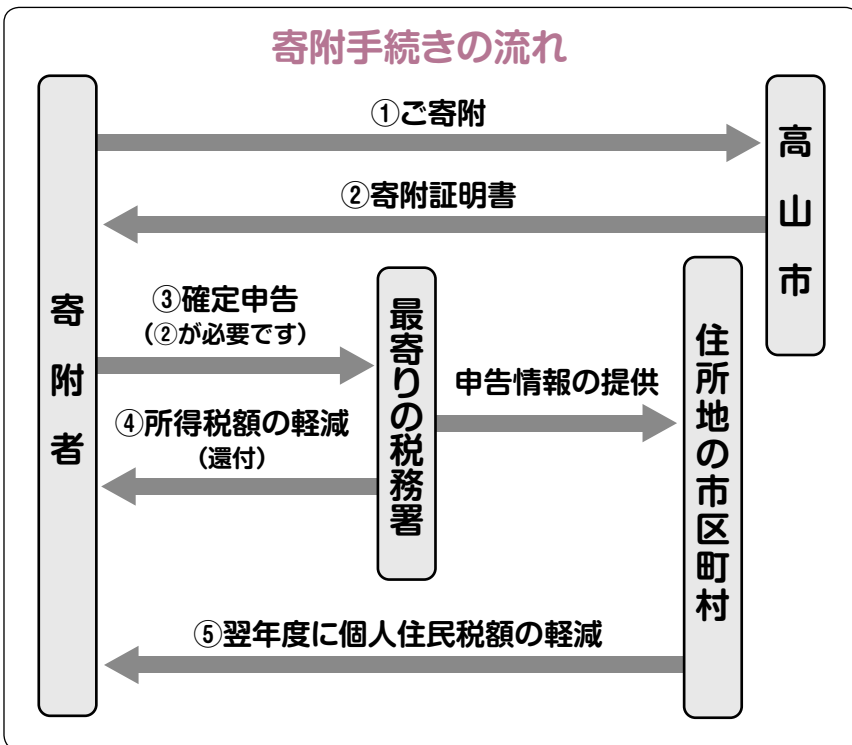 寄附手続きの流れ
寄附者
高山市
①ご寄附
②寄附証明書
③確定申告
(②が必要です)
最寄りの税務署
住所地の市区町村
申告情報の提供
④所得税額の軽減
(還付)
⑤翌年度に個人住民税額の軽減